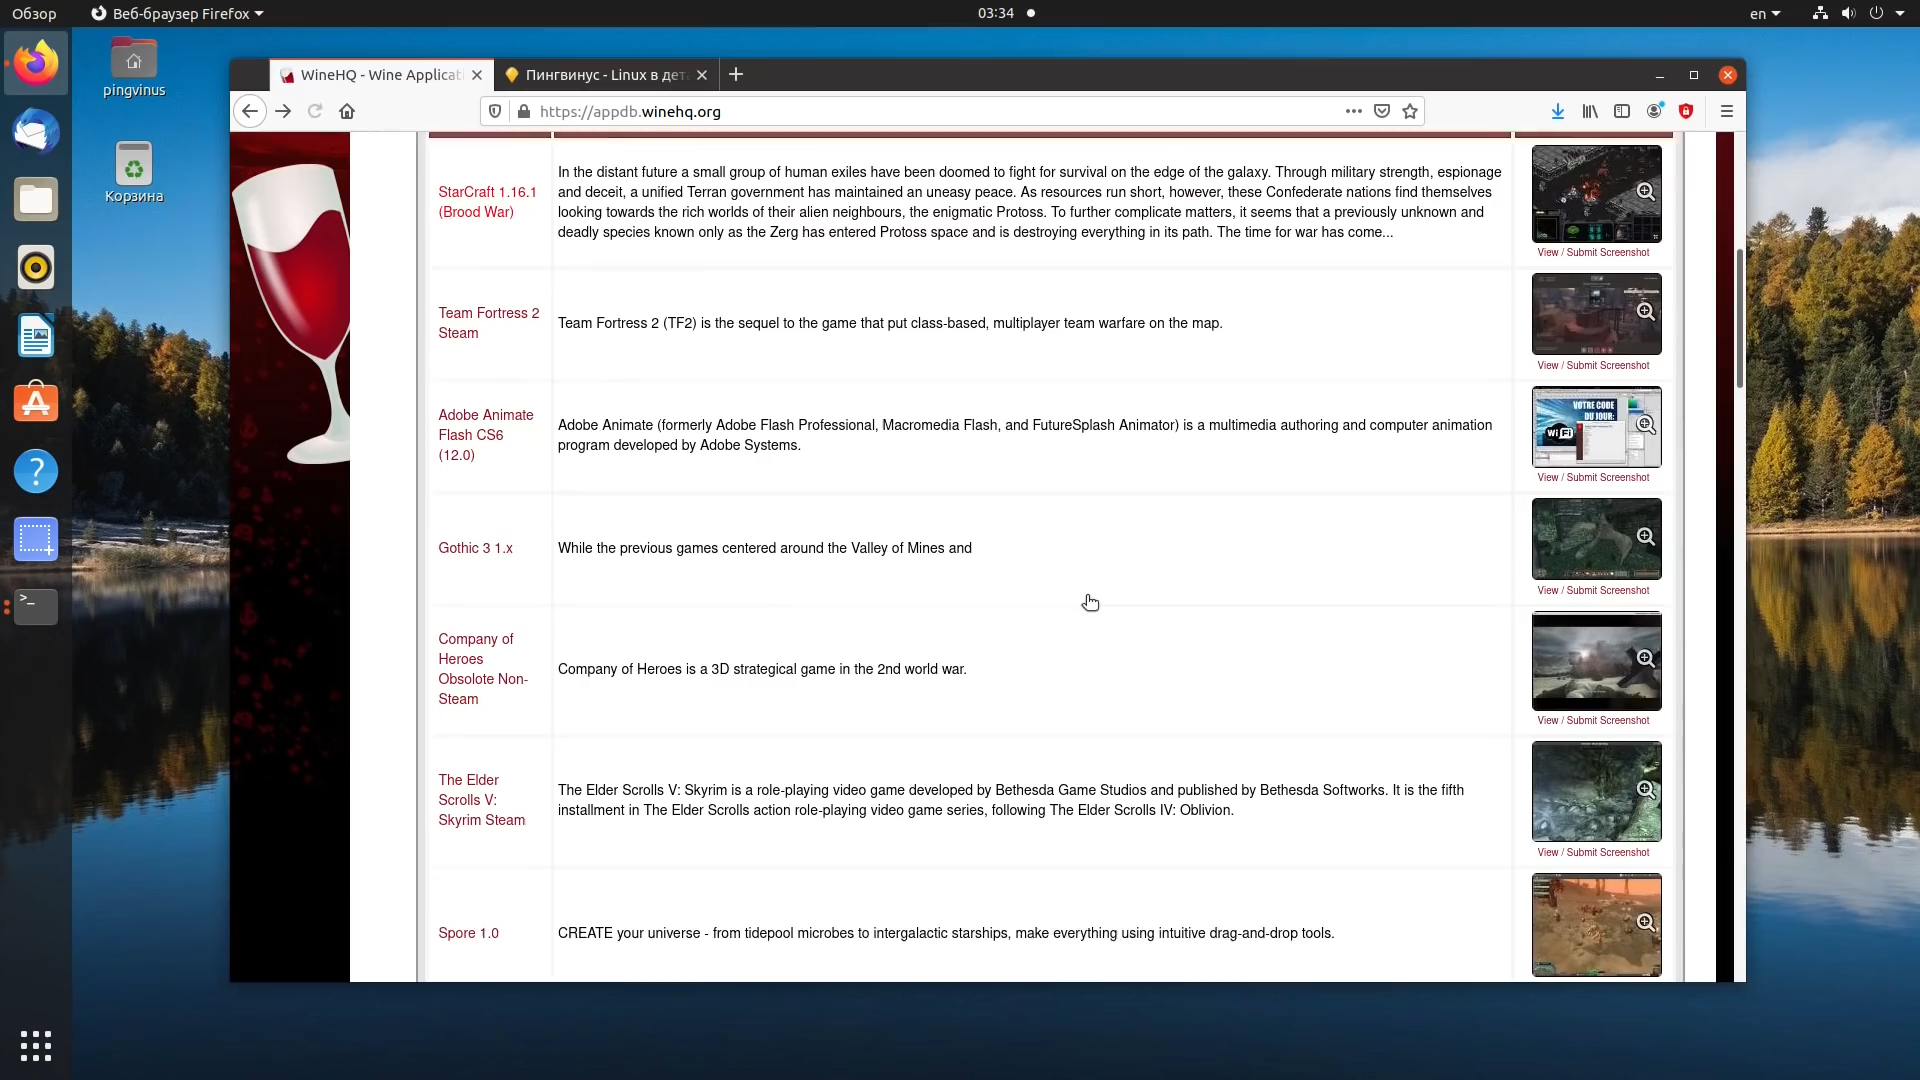 Обзор
Веб-браузер Firefox
03:34
en
pingvinus
Корзина
WineHQ - Wine Applicati
Пингвинус - Linux в дет
https://appdb.winehq.org
StarCraft 1.16.1
(Brood War)
In the distant future a small group of human exiles have been doomed to fight for survival on the edge of the galaxy. Through military strength, espionage
and deceit, a unified Terran government has maintained an uneasy peace. As resources run short, however, these Confederate nations find themselves
looking towards the rich worlds of their alien neighbours, the enigmatic Protoss. To further complicate matters, it seems that a previously unknown and
deadly species known only as the Zerg has entered Protoss space and is destroying everything in its path. The time for war has come...
View / Submit Screenshot
Team Fortress 2
Steam
Team Fortress 2 (TF2) is the sequel to the game that put class-based, multiplayer team warfare on the map.
View / Submit Screenshot
Adobe Animate
Flash CS6
(12.0)
Adobe Animate (formerly Adobe Flash Professional, Macromedia Flash, and FutureSplash Animator) is a multimedia authoring and computer animation
program developed by Adobe Systems.
VOTRE CODE
DU JOUR:
Wi Fi
View / Submit Screenshot
Gothic 3 1.x
While the previous games centered around the Valley of Mines and
View / Submit Screenshot
Company of
Heroes
Obsolote Non-
Steam
Company of Heroes is a 3D strategical game in the 2nd world war.
View / Submit Screenshot
The Elder
Scrolls V:
Skyrim Steam
The Elder Scrolls V: Skyrim is a role-playing video game developed by Bethesda Game Studios and published by Bethesda Softworks. It is the fifth
installment in The Elder Scrolls action role-playing video game series, following The Elder Scrolls IV: Oblivion.
View / Submit Screenshot
Spore 1.0
CREATE your universe - from tidepool microbes to intergalactic starships, make everything using intuitive drag-and-drop tools.